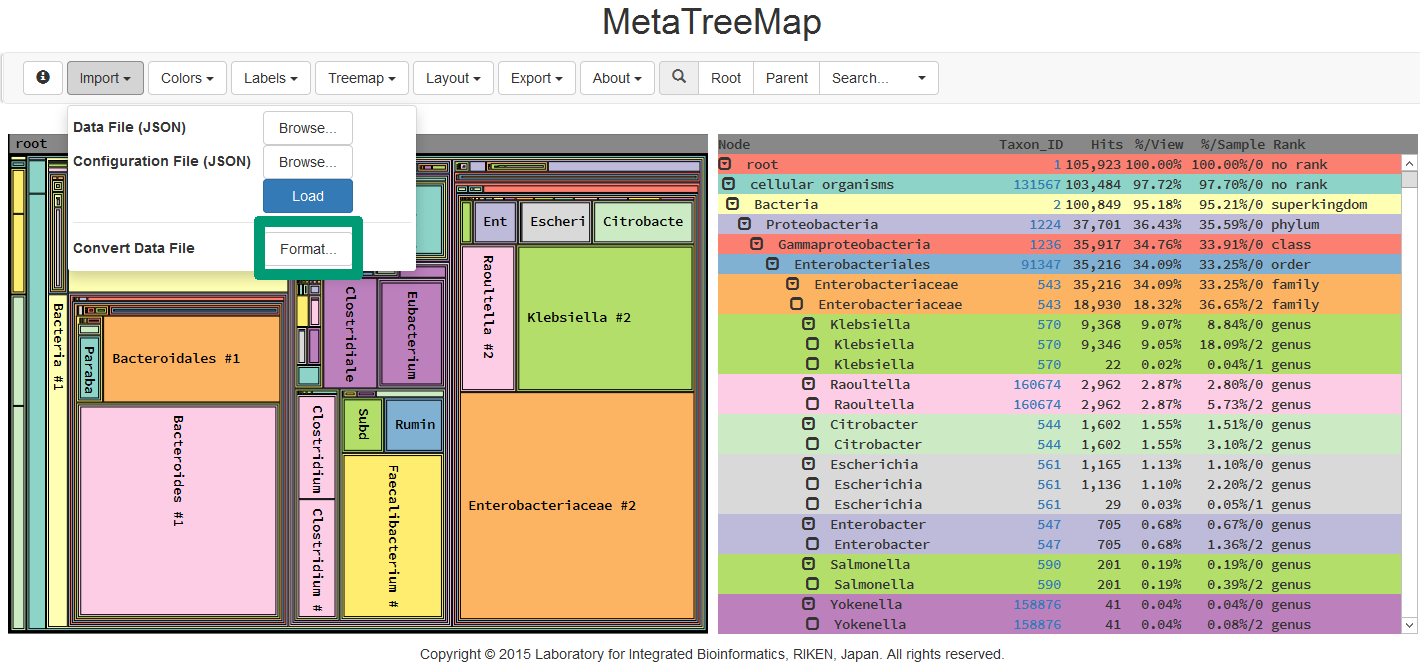 MetaTreeMap
Import Colors Labels Treemap Layout Export About Root Parent Search...
Data File (JSON) Browse...
Configuration File (JSON) Browse...
Load
Convert Data File Format...
root
Bacteria #1
Paraba
Bacteroidales #1
Bacteroides #1
Clostridiale
Eubacterium
Clostridium
Clostridium #
Subd
Rumin
Faecalibacterium #
Ent
Escheri
Citrobacte
Raoultella #2
Klebsiella #2
Enterobacteriaceae #2
Node Taxon_ID Hits %/View %/Sample Rank
root 1 105,923 100.00% 100.00%/0 no rank
cellular organisms 131567 103,484 97.72% 97.70%/0 no rank
Bacteria 2 100,849 95.18% 95.21%/0 superkingdom
Proteobacteria 1224 37,701 36.43% 35.59%/0 phylum
Gammaproteobacteria 1236 35,917 34.76% 33.91%/0 class
Enterobacteriales 91347 35,216 34.09% 33.25%/0 order
Enterobacteriaceae 543 35,216 34.09% 33.25%/0 family
Enterobacteriaceae 543 18,930 18.32% 36.65%/2 family
Klebsiella 570 9,368 9.07% 8.84%/0 genus
Klebsiella 570 9,346 9.05% 18.09%/2 genus
Klebsiella 570 22 0.02% 0.04%/1 genus
Raoultella 160674 2,962 2.87% 2.80%/0 genus
Raoultella 160674 2,962 2.87% 5.73%/2 genus
Citrobacter 544 1,602 1.55% 1.51%/0 genus
Citrobacter 544 1,602 1.55% 3.10%/2 genus
Escherichia 561 1,165 1.13% 1.10%/0 genus
Escherichia 561 1,136 1.10% 2.20%/2 genus
Escherichia 561 29 0.03% 0.05%/1 genus
Enterobacter 547 705 0.68% 0.67%/0 genus
Enterobacter 547 705 0.68% 1.36%/2 genus
Salmonella 590 201 0.19% 0.19%/0 genus
Salmonella 590 201 0.19% 0.39%/2 genus
Yokenella 158876 41 0.04% 0.04%/0 genus
Yokenella 158876 41 0.04% 0.08%/2 genus
Copyright © 2015 Laboratory for Integrated Bioinformatics, RIKEN, Japan. All rights reserved.